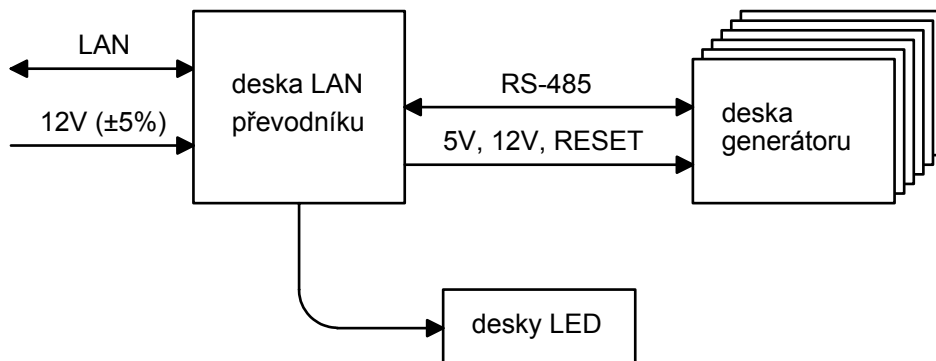 LAN
12V (±5%)
deska LAN
převodníku
RS-485
5V, 12V, RESET
deska
generátoru
desky LED